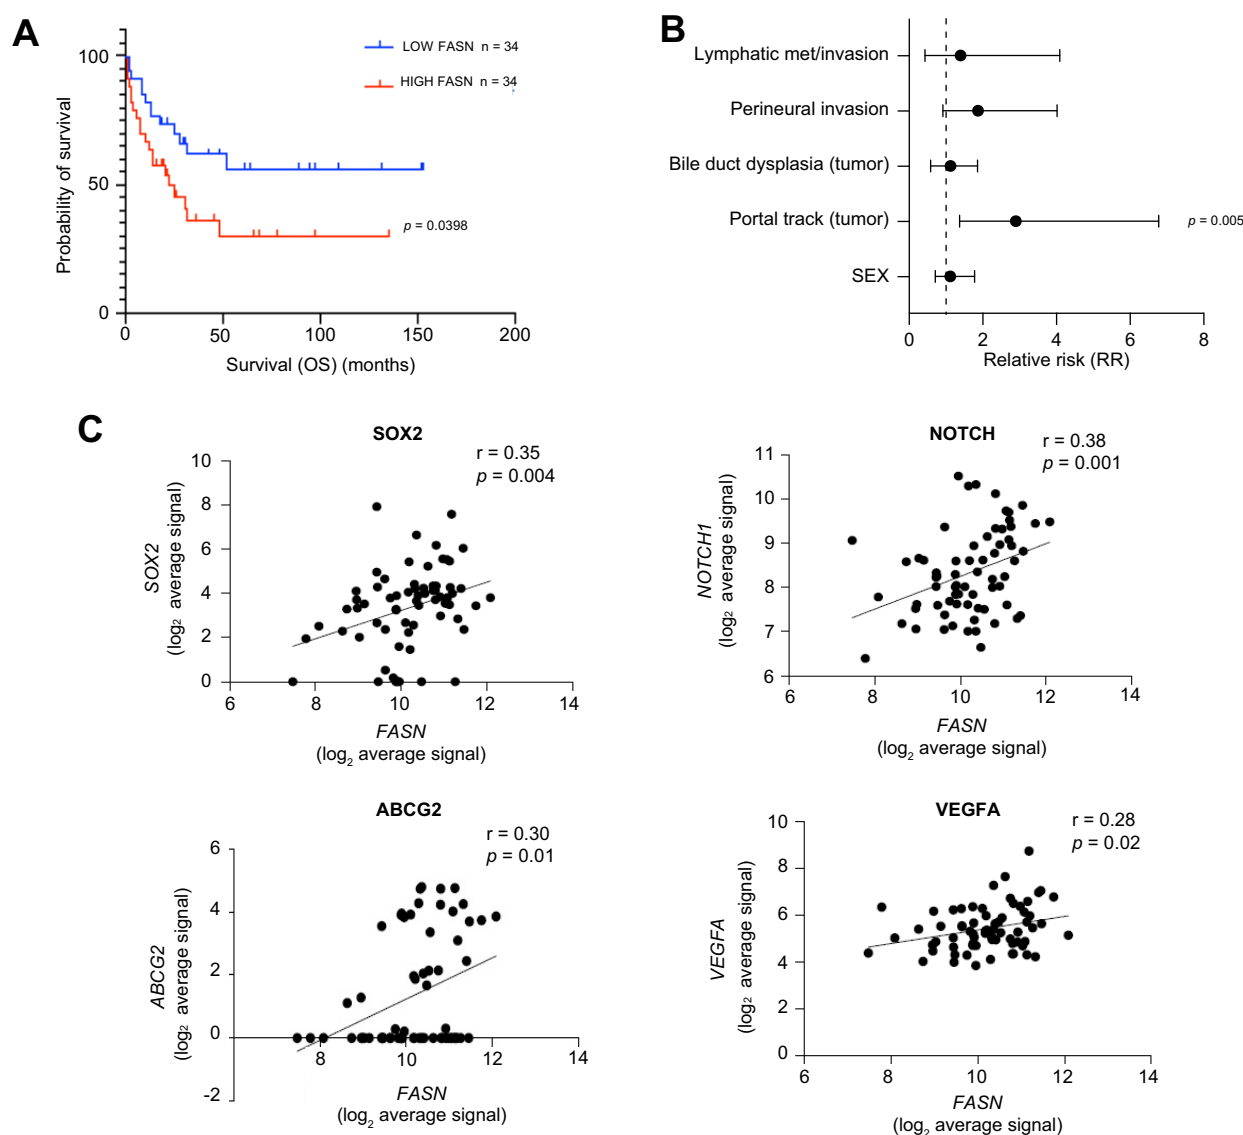 A
100
50
0
0
50
100
150
200
Probability of survival
Survival (OS) (months)
LOW FASN n = 34
HIGH FASN n = 34
p = 0.0398
B
Lymphatic met/invasion
Perineural invasion
Bile duct dysplasia (tumor)
Portal track (tumor)
p = 0.005
SEX
0
2
4
6
8
Relative risk (RR)
C
SOX2
r = 0.35
p = 0.004
10
8
6
4
2
0
SOX2
(log2 average signal)
6
8
10
12
14
FASN
(log2 average signal)
NOTCH
r = 0.38
p = 0.001
11
10
9
8
7
6
NOTCH1
(log2 average signal)
6
8
10
12
14
FASN
(log2 average signal)
ABCG2
r = 0.30
p = 0.01
6
4
2
0
-2
ABCG2
(log2 average signal)
8
10
12
14
FASN
(log2 average signal)
VEGFA
r = 0.28
p = 0.02
10
8
6
4
2
0
VEGFA
(log2 average signal)
6
8
10
12
14
FASN
(log2 average signal)